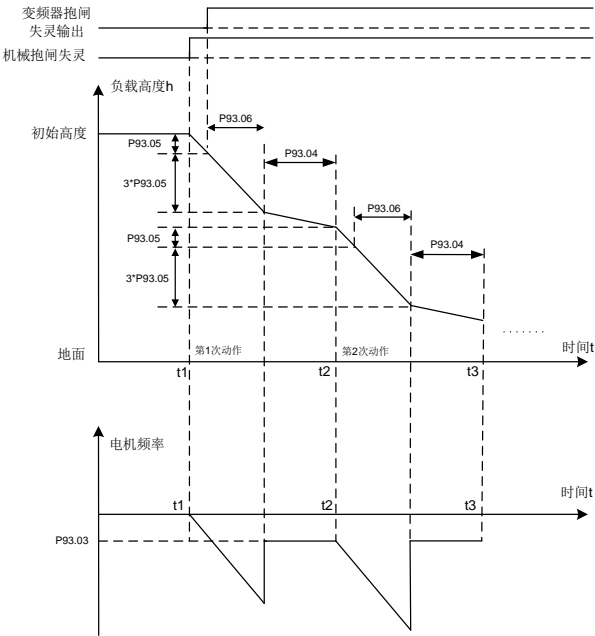 变频器抱闸
失灵输出
机械抱闸失灵
负载高度h
初始高度
P93.06
P93.05
P93.04
3*P93.05
P93.06
P93.05
P93.04
3*P93.05
.......
地面
第1次动作
第2次动作
时间t
t1
t2
t3
电机频率
时间t
t1
t2
t3
P93.03